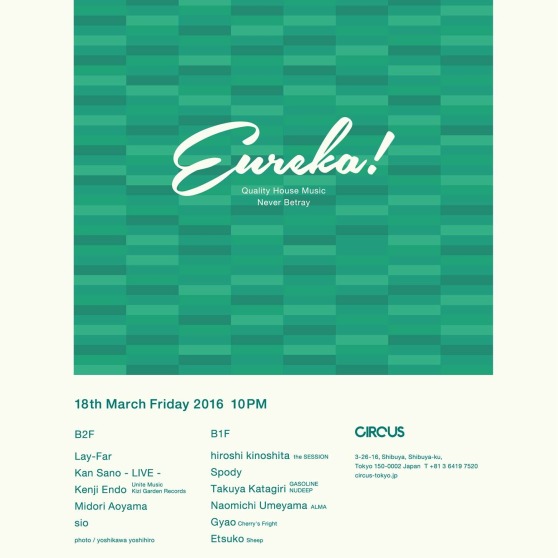 Eureka!
Quality House Music
Never Betray
18th March Friday 2016 10PM
B2F
Lay-Far
Kan Sano - LIVE -
Kenji Endo Unite Music
Kizi Garden Records
Midori Aoyama
sio
photo / yoshikawa yoshihiro
B1F
hiroshi kinoshita the SESSION
Spody
Takuya Katagiri GASOLINE
NUDEEP
Naomichi Umeyama ALMA
Gyao Cherry's Fright
Etsuko Sheep
CIRCUS
3-26-16, Shibuya, Shibuya-ku,
Tokyo 150-0002 Japan T +81 3 6419 7520
circus-tokyo.jp